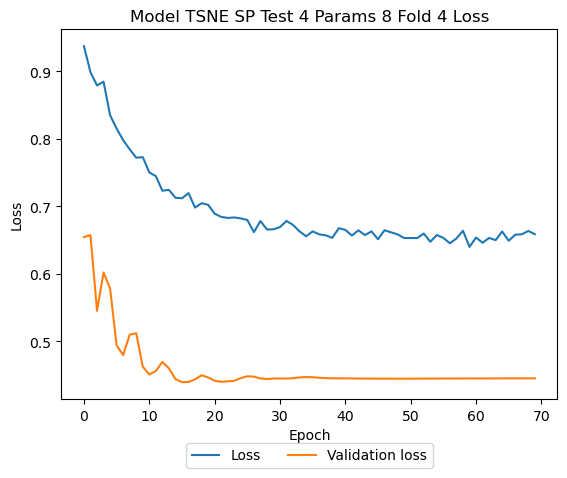 Model TSNE SP Test 4 Params 8 Fold 4 Loss
Loss
0.9
0.8
0.7
0.6
0.5
0 10 20 30 40 50 60 70
Epoch
Loss Validation loss